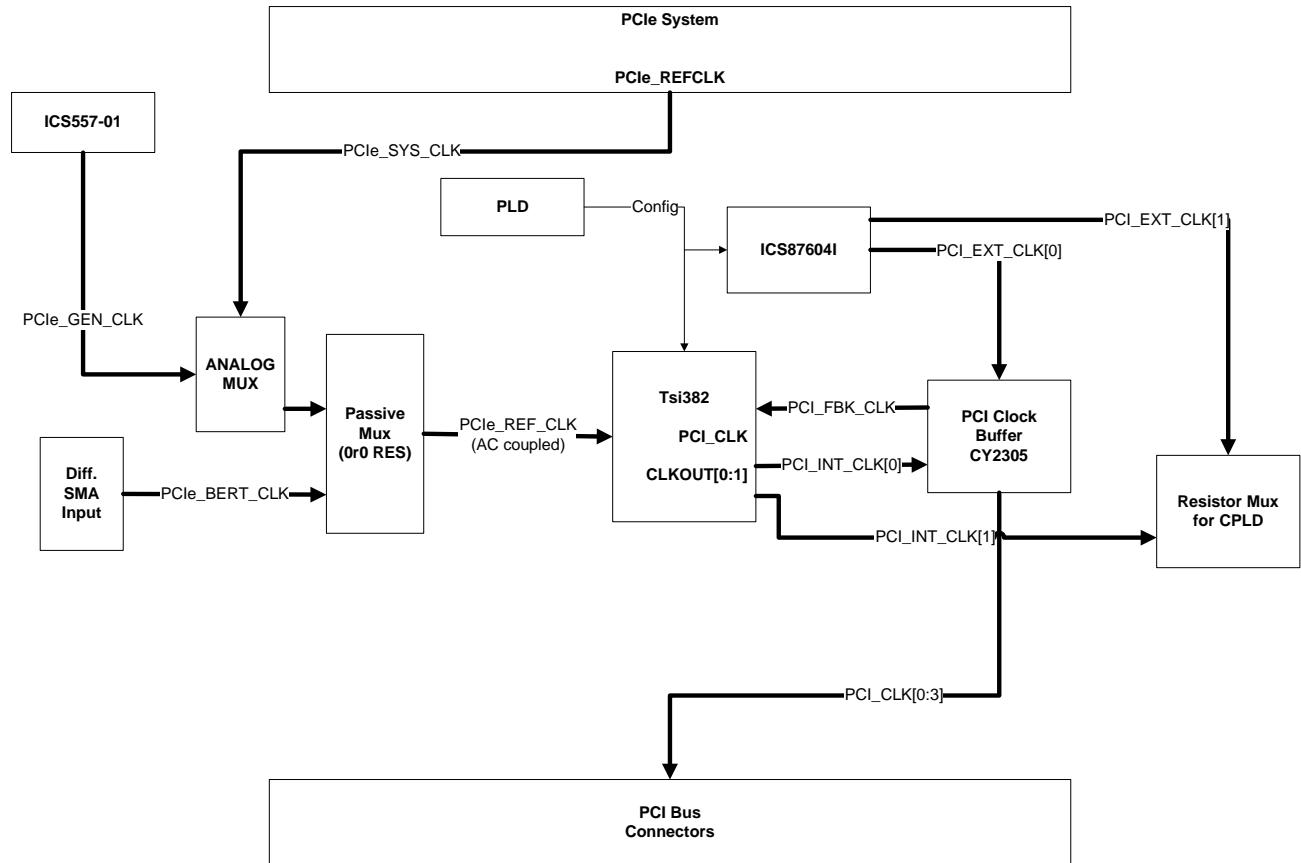 PCIe System
PCIe_REFCLK
ICS557-01
PCIe_SYS_CLK
PLD
Config
ICS87604I
PCI_EXT_CLK[1]
PCI_EXT_CLK[0]
PCIe_GEN_CLK
ANALOG
MUX
Passive
Mux
(0r0 RES)
PCIe_REF_CLK
(AC coupled)
Tsi382
PCI_CLK
CLKOUT[0:1]
PCI_FBK_CLK
PCI_INT_CLK[0]
PCI Clock
Buffer
CY2305
Diff.
SMA
Input
PCIe_BERT_CLK
PCI_INT_CLK[1]
Resistor Mux
for CPLD
PCI_CLK[0:3]
PCI Bus
Connectors